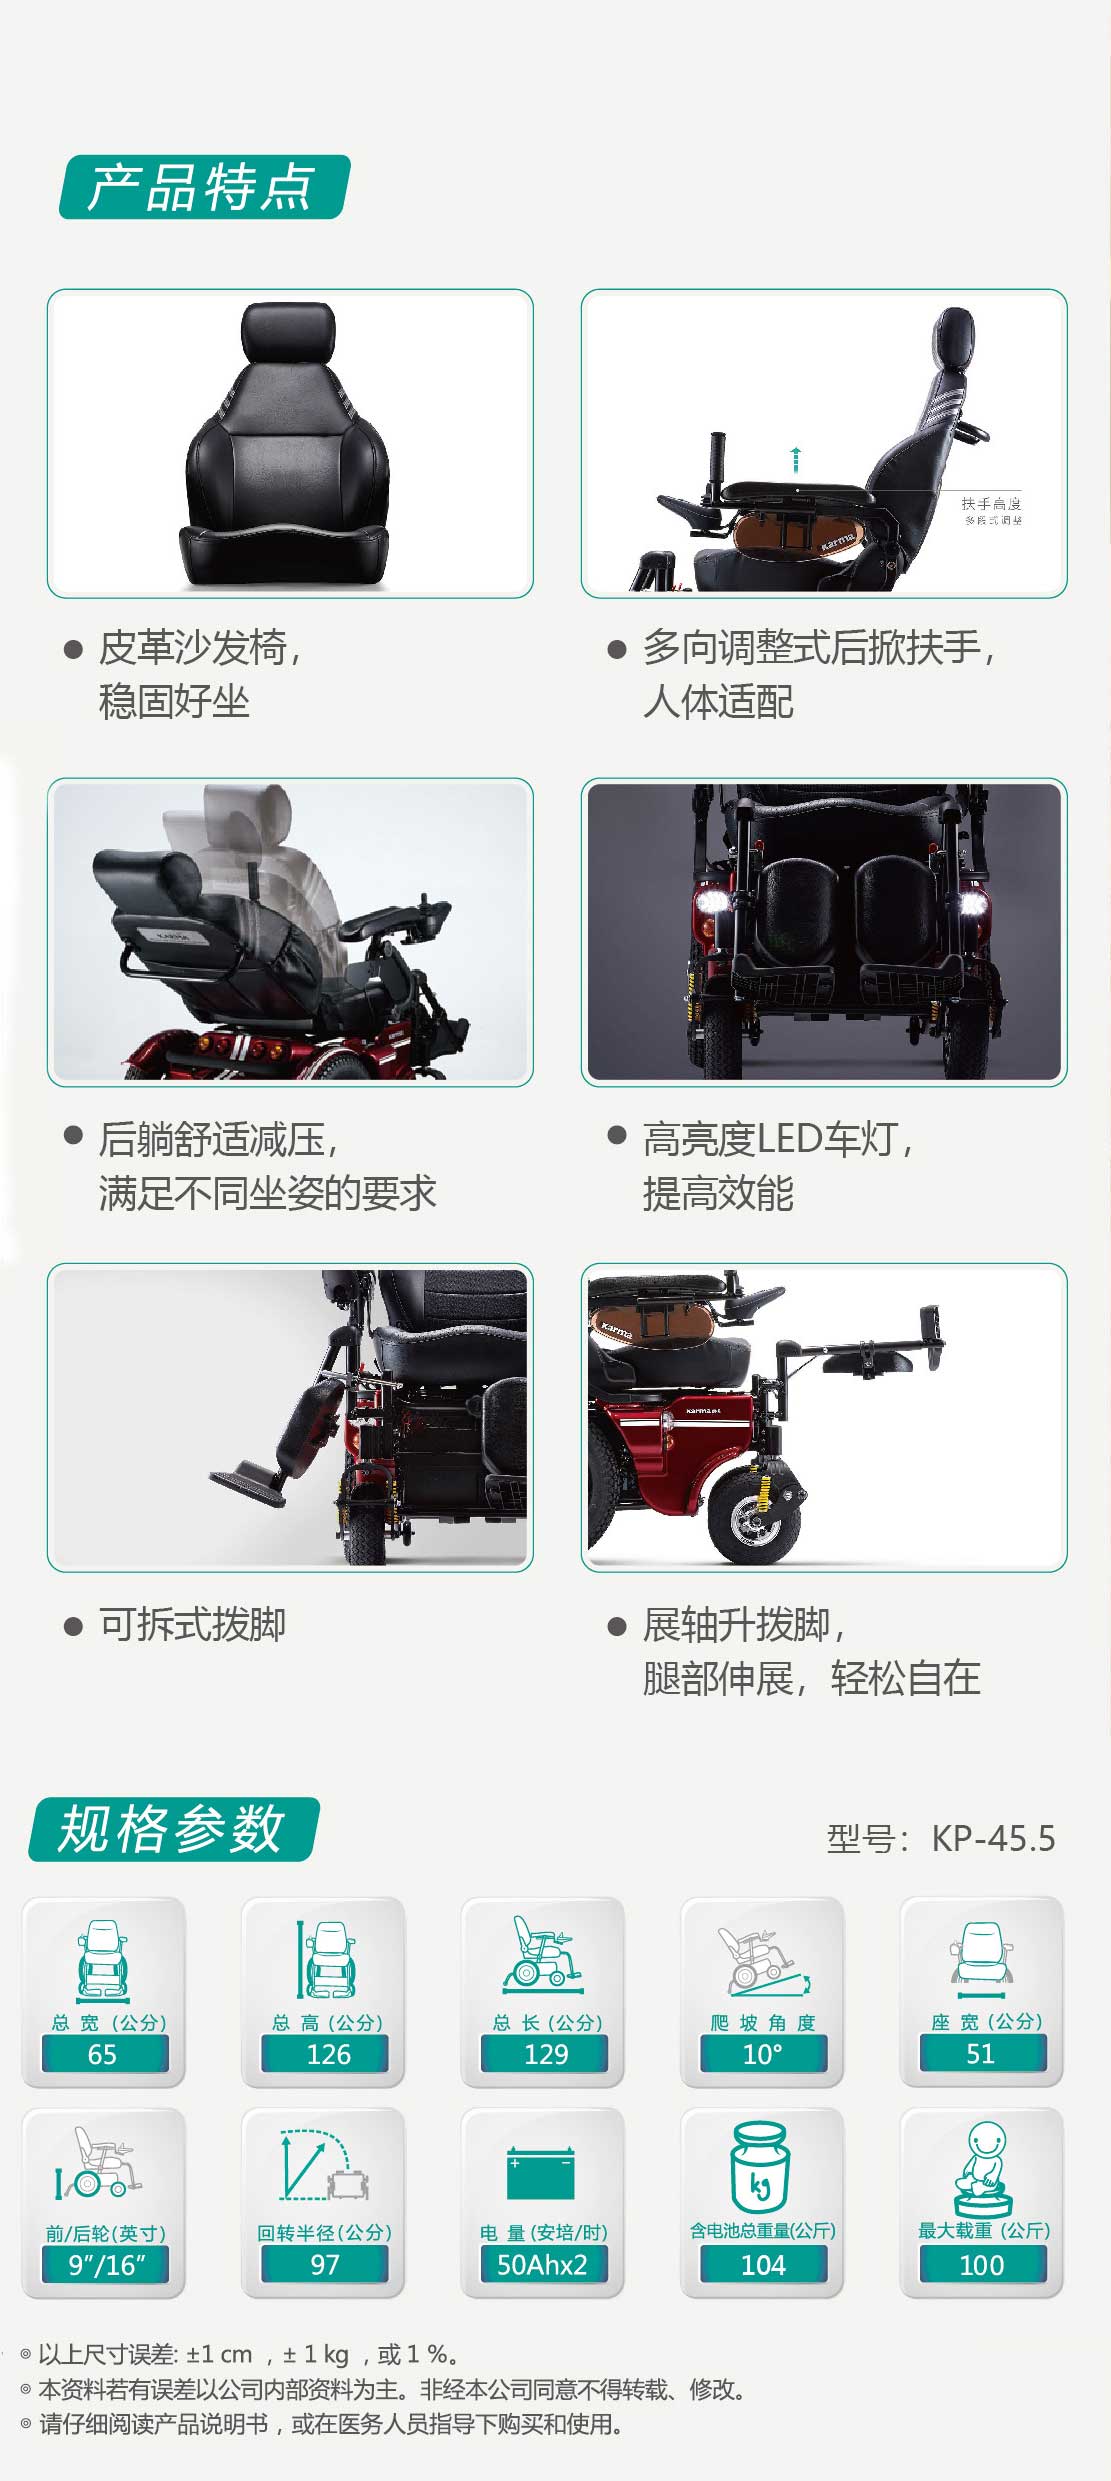 产品特点
扶手高度
多段式调整
Karma
皮革沙发椅，
稳固好坐
多向调整式后掀扶手，
人体适配
KARMA
后躺舒适减压，
满足不同坐姿的要求
高亮度LED车灯，
提高效能
Karma
可拆式拨脚
展轴升拨脚，
腿部伸展，轻松自在
规格参数
型号：KP-45.5
总 宽 (公分)
65
总 高 (公分)
126
总 长 (公分)
129
爬 坡 角 度
10°
座 宽 (公分)
51
前/后轮(英寸)
9″/16″
回转半径(公分)
97
+ −
电 量 (安培/时)
50Ahx2
kg
含电池总重量(公斤)
104
最大载重 (公斤)
100
◎ 以上尺寸误差: ±1 cm ，± 1 kg ，或 1 %。
◎ 本资料若有误差以公司内部资料为主。非经本公司同意不得转载、修改。
◎ 请仔细阅读产品说明书，或在医务人员指导下购买和使用。